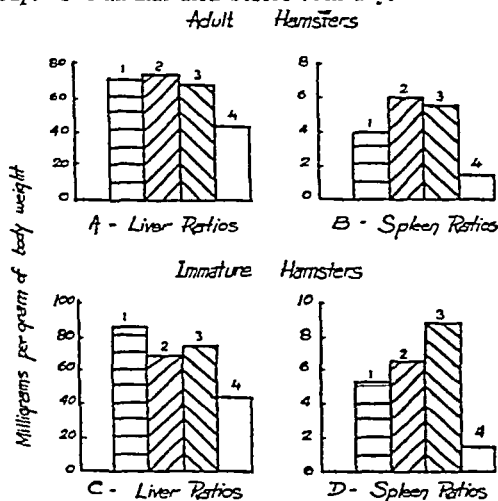 Adult Hamsters
80
60
40
20
0
1 2 3 4
A - Liver Ratios
8
6
4
2
0
1 2 3 4
B - Spleen Ratios
Milligrams per gram of body weight
Immature Hamsters
100
80
60
40
20
0
1 2 3 4
C - Liver Ratios
10
8
6
4
2
0
1 2 3 4
D - Spleen Ratios